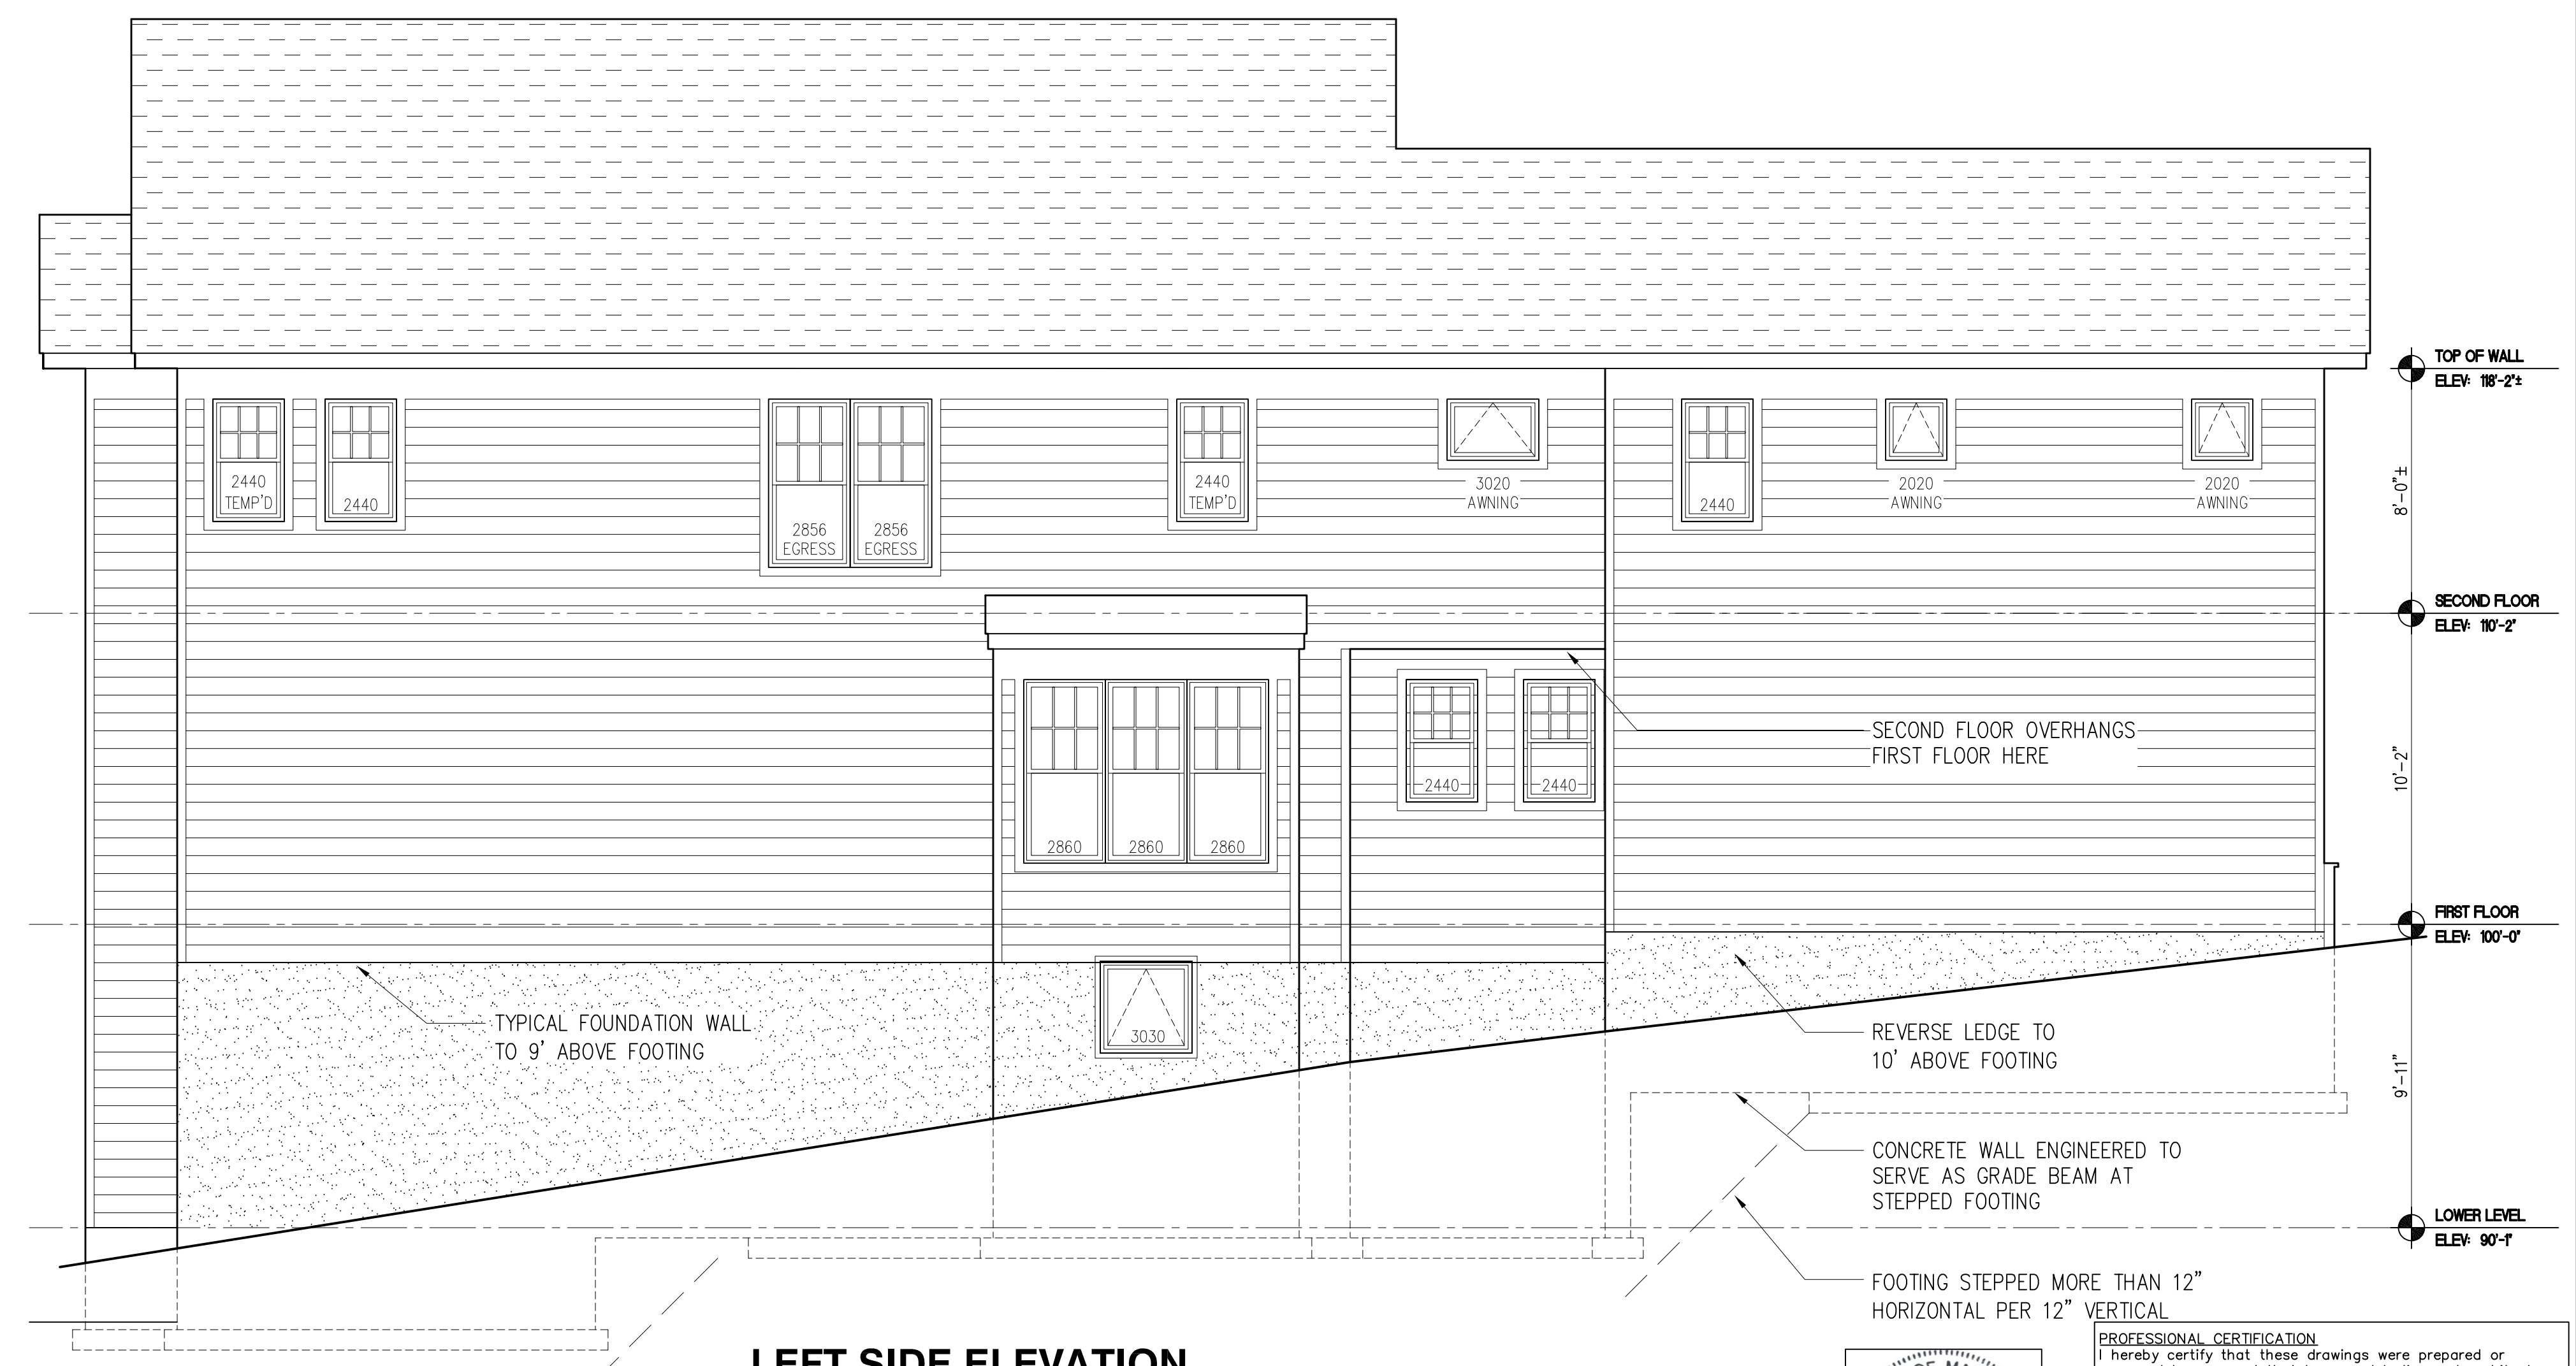 TOP OF WALL
ELEV: 118'-2"±
2440
TEMP'D
2440
2856
EGRESS
2856
EGRESS
2440
TEMP'D
3020
AWNING
2440
2020
AWNING
2020
AWNING
8'-0"±
SECOND FLOOR
ELEV: 110'-2"
SECOND FLOOR OVERHANGS
FIRST FLOOR HERE
2440
2440
2860
2860
2860
10'-2"
FIRST FLOOR
ELEV: 100'-0"
TYPICAL FOUNDATION WALL
TO 9' ABOVE FOOTING
3030
REVERSE LEDGE TO
10' ABOVE FOOTING
9'-11"
CONCRETE WALL ENGINEERED TO
SERVE AS GRADE BEAM AT
STEPPED FOOTING
LOWER LEVEL
ELEV: 90'-1"
FOOTING STEPPED MORE THAN 12"
HORIZONTAL PER 12" VERTICAL
LEFT SIDE ELEVATION
PROFESSIONAL CERTIFICATION
I hereby certify that these drawings were prepared or